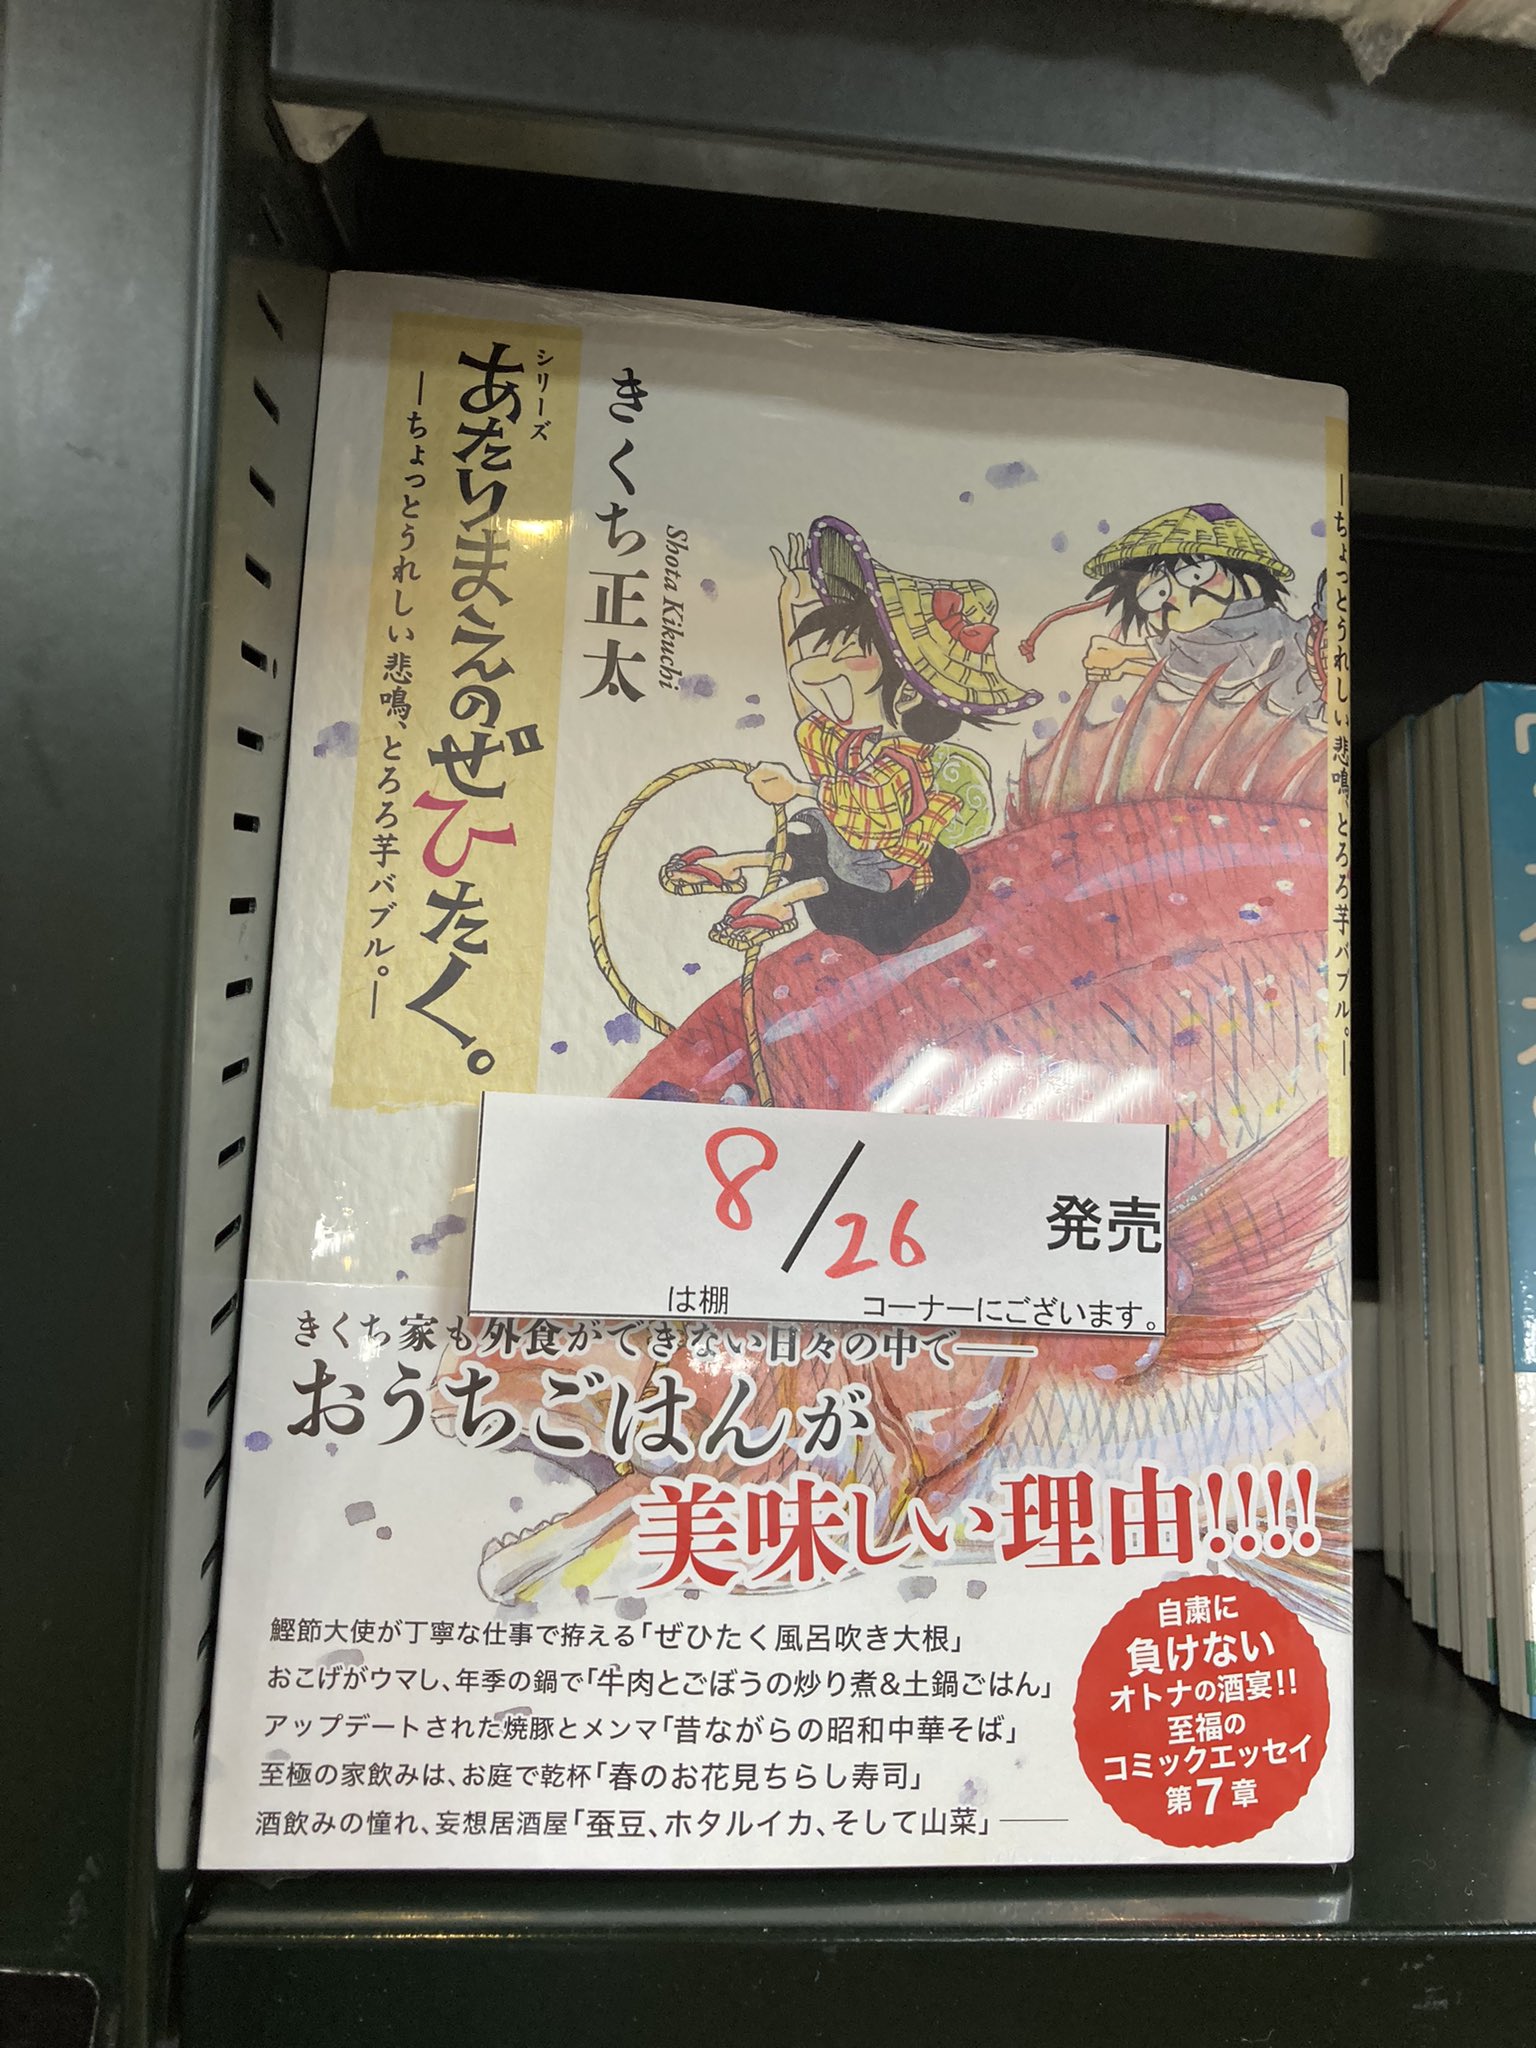 シリーズ
あたりまえのぜひたく。
—ちょっとうれしい悲鳴、とろろ芋バブル。—
きくち正太
Shota Kikuchi
—ちょっとうれしい悲鳴、とろろ芋バブル。—
8/26 発売
は棚 コーナーにございます。
きくち家も外食ができない日々の中で——
おうちごはんが
美味しい理由!!!!
鰹節大使が丁寧な仕事で拵える「ぜひたく風呂吹き大根」
おこげがウマし、年季の鍋で「牛肉とごぼうの炒り煮&土鍋ごはん」
アップデートされた焼豚とメンマ「昔ながらの昭和中華そば」
至極の家飲みは、お庭で乾杯「春のお花見ちらし寿司」
酒飲みの憧れ、妄想居酒屋「蚕豆、ホタルイカ、そして山菜」——
自粛に
負けない
オトナの酒宴!!
至福の
コミックエッセイ
第7章